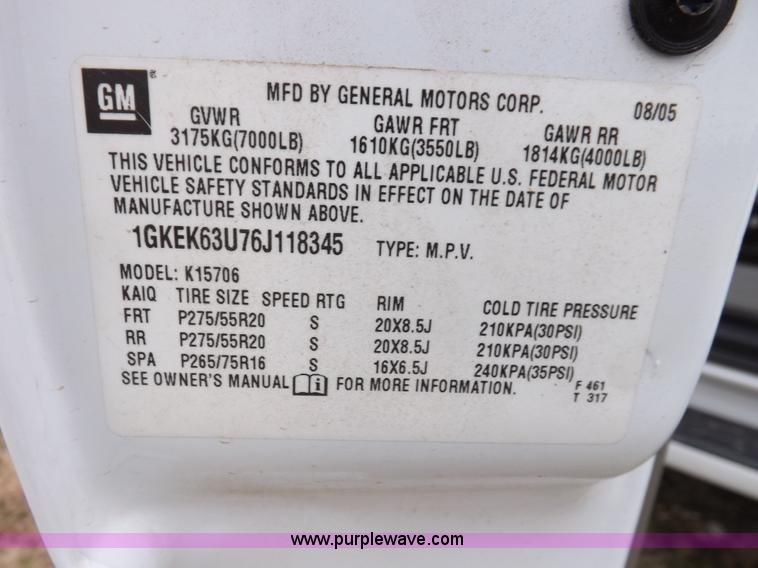 GM® MFD BY GENERAL MOTORS CORP. 08/05
GVWR GAWR FRT GAWR RR
3175KG(7000LB) 1610KG(3550LB) 1814KG(4000LB)
THIS VEHICLE CONFORMS TO ALL APPLICABLE U.S. FEDERAL MOTOR
VEHICLE SAFETY STANDARDS IN EFFECT ON THE DATE OF
MANUFACTURE SHOWN ABOVE.
1GKEK63U76J118345 TYPE: M.P.V.
MODEL: K15706
KAIQ TIRE SIZE SPEED RTG RIM COLD TIRE PRESSURE
FRT P275/55R20 S 20X8.5J 210KPA(30PSI)
RR P275/55R20 S 20X8.5J 210KPA(30PSI)
SPA P265/75R16 S 16X6.5J 240KPA(35PSI)
SEE OWNER'S MANUAL i FOR MORE INFORMATION. F 461
T 317
www.purplewave.com